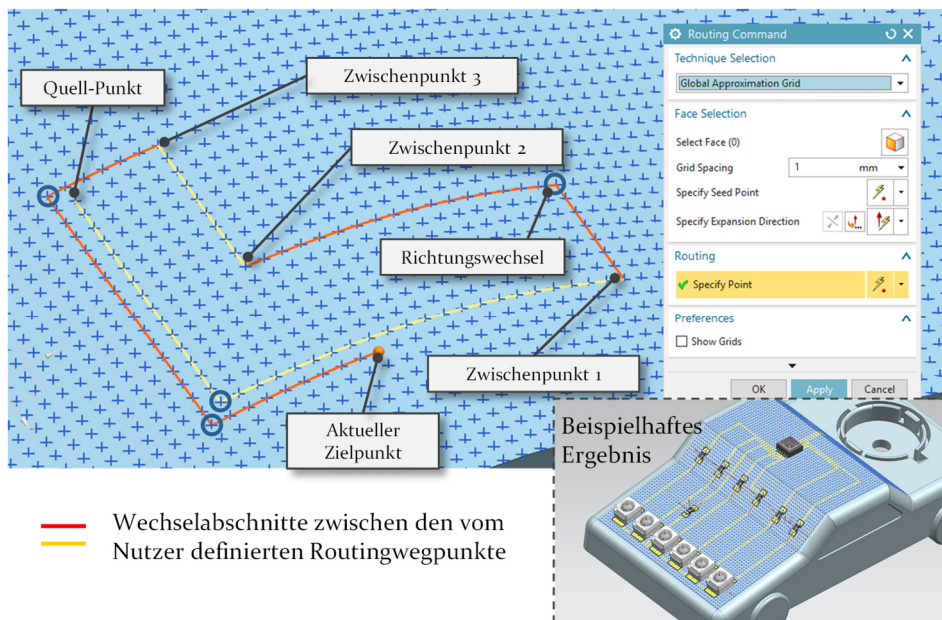 Quell-Punkt
Zwischenpunkt 3
Zwischenpunkt 2
Richtungswechsel
Zwischenpunkt 1
Aktueller
Zielpunkt
Routing Command
Technique Selection
Global Approximation Grid
Face Selection
Select Face (0)
Grid Spacing 1 mm
Specify Seed Point
Specify Expansion Direction
Routing
Specify Point
Preferences
Show Grids
OK Apply Cancel
Beispielhaftes
Ergebnis
Wechselabschnitte zwischen den vom
Nutzer definierten Routingwegpunkte